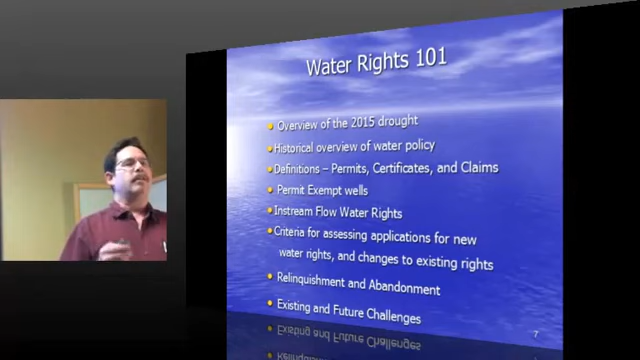 Water Rights 101
Overview of the 2015 drought
Historical overview of water policy
Definitions – Permits, Certificates, and Claims
Permit Exempt wells
Instream Flow Water Rights
Criteria for assessing applications for new
water rights, and changes to existing rights
Relinquishment and Abandonment
Existing and Future Challenges
7